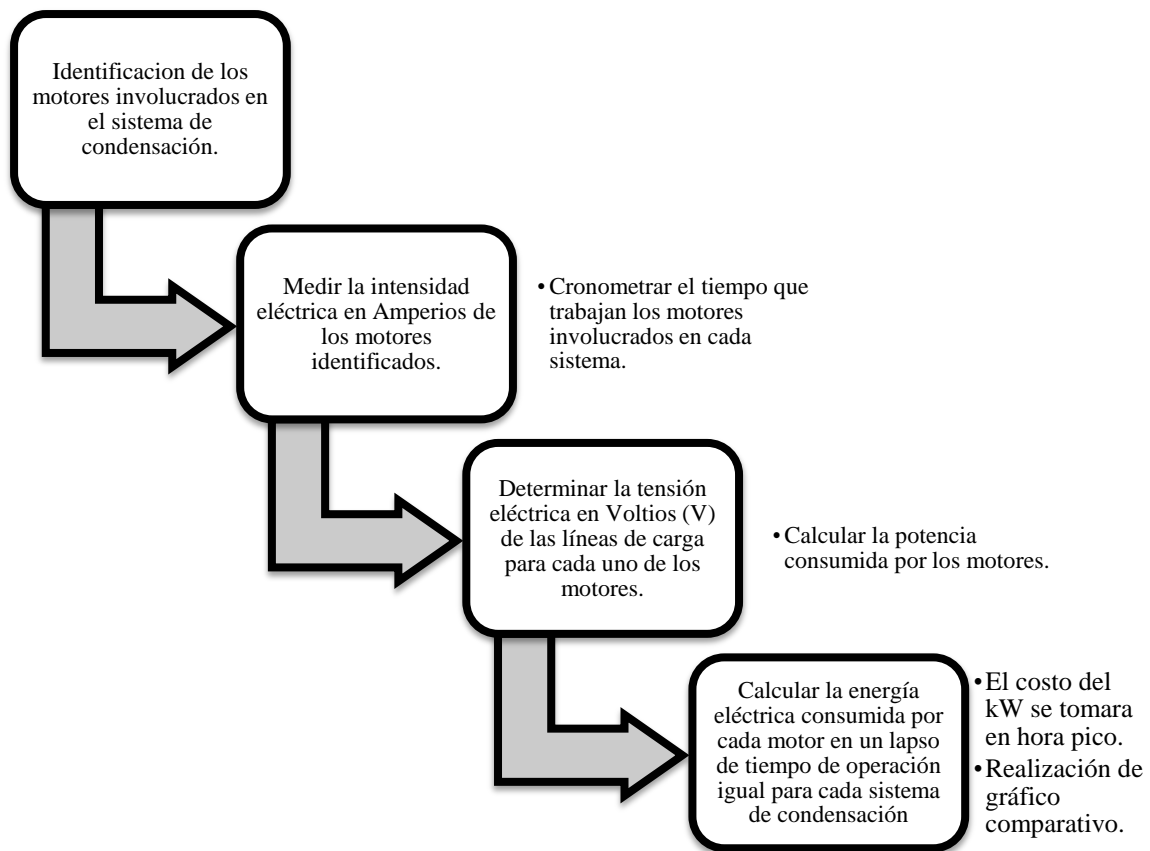 Identificacion de los
motores involucrados en
el sistema de
condensación.
Medir la intensidad
eléctrica en Amperios de
los motores
identificados.
• Cronometrar el tiempo que
trabajan los motores
involucrados en cada
sistema.
Determinar la tensión
eléctrica en Voltios (V)
de las líneas de carga
para cada uno de los
motores.
• Calcular la potencia
consumida por los motores.
Calcular la energía
eléctrica consumida por
cada motor en un lapso
de tiempo de operación
igual para cada sistema
de condensación
• El costo del
kW se tomara
en hora pico.
• Realización de
gráfico
comparativo.